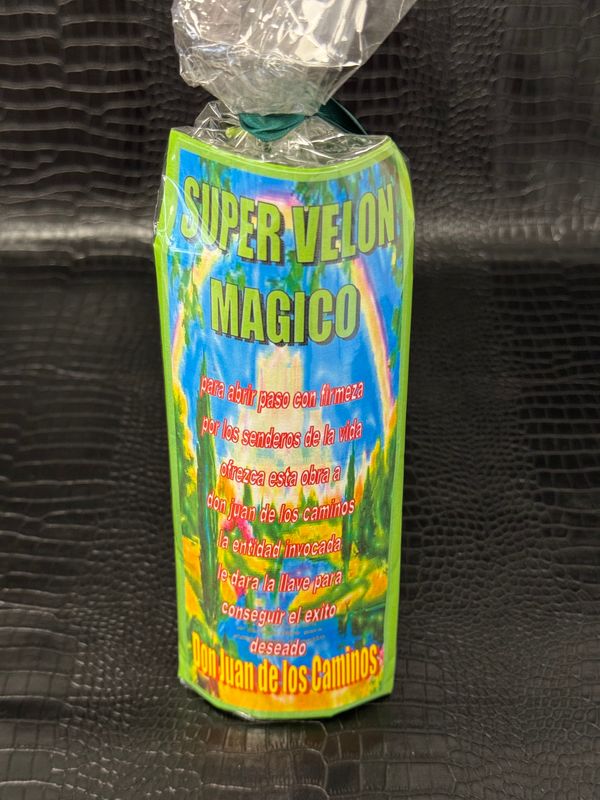 SUPER VELON
MAGICO
para abrir paso con firmeza
por los senderos de la vida
ofrezca esta obra a
don juan de los caminos
la entidad invocada
le dara la llave para
conseguir el exito
deseado
Don Juan de los Caminos